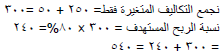 نجمع التكاليف المتغيرة فقط= ٢٥٠ + ٥٠ =٣٠٠
نسبة الربح المستهدف = ٣٠٠ × ٨٠%= ٢٤٠
= ٣٠٠ + ٢٤٠ = ٥٤٠